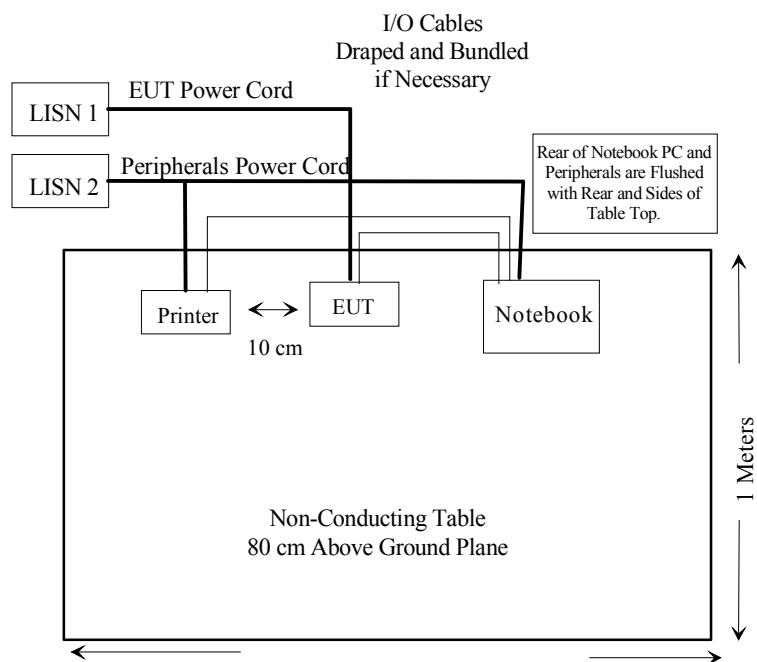 I/O Cables
Draped and Bundled
if Necessary
EUT Power Cord
LISN 1
Peripherals Power Cord
LISN 2
Rear of Notebook PC and
Peripherals are Flushed
with Rear and Sides of
Table Top.
Printer
EUT
Notebook
10 cm
1 Meters
Non-Conducting Table
80 cm Above Ground Plane